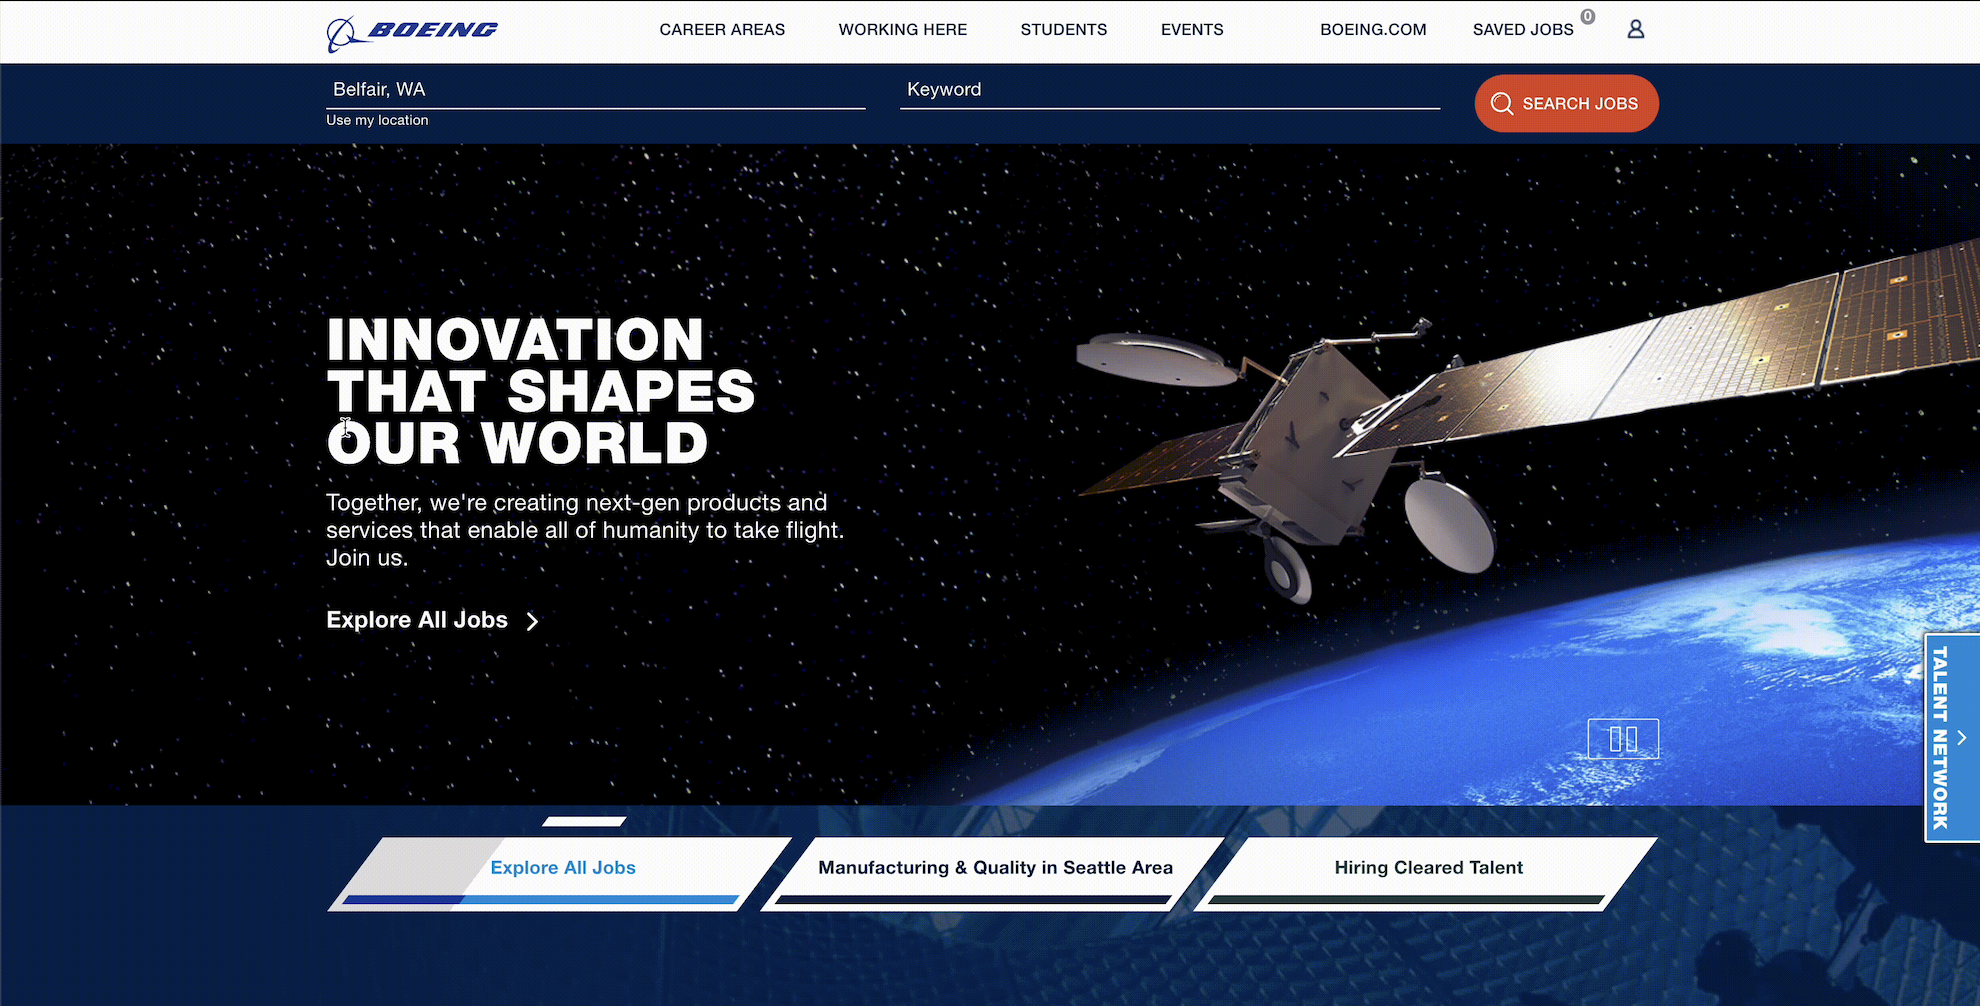 BOEING
CAREER AREAS
WORKING HERE
STUDENTS
EVENTS
BOEING.COM
SAVED JOBS
0
Belfair, WA
Use my location
Keyword
SEARCH JOBS
INNOVATION
THAT SHAPES
OUR WORLD
Together, we're creating next-gen products and
services that enable all of humanity to take flight.
Join us.
Explore All Jobs
TALENT NETWORK
Explore All Jobs
Manufacturing & Quality in Seattle Area
Hiring Cleared Talent